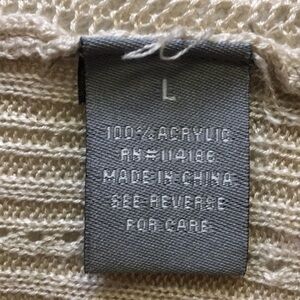 L
100% ACRYLIC
RN#114186
MADE IN CHINA
SEE REVERSE
FOR CARE